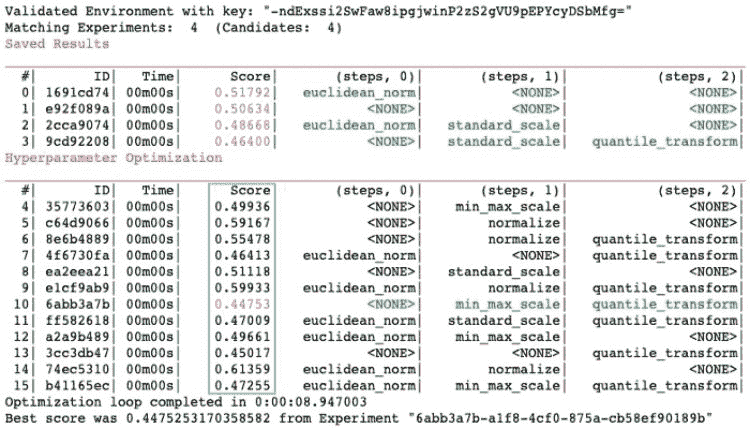 Validated Environment with key: "-ndExssi2SwFaw8ipgjwinP2zS2gVU9pEPYcyDSbMfg="
Matching Experiments:  4  (Candidates:  4)
Saved Results
#| ID| Time| Score| (steps, 0)| (steps, 1)| (steps, 2)|
0| 1691cd74| 00m00s| 0.51792| euclidean_norm| <NONE>| <NONE>|
1| e92f089a| 00m00s| 0.50634| <NONE>| <NONE>| <NONE>|
2| 2cca9074| 00m00s| 0.48668| euclidean_norm| standard_scale| <NONE>|
3| 9cd92208| 00m00s| 0.46400| <NONE>| standard_scale| quantile_transform|
Hyperparameter Optimization
#| ID| Time| Score| (steps, 0)| (steps, 1)| (steps, 2)|
4| 35773603| 00m00s| 0.49936| <NONE>| min_max_scale| <NONE>|
5| c64d9066| 00m00s| 0.59167| <NONE>| normalize| <NONE>|
6| 8e6b4889| 00m00s| 0.55478| <NONE>| normalize| quantile_transform|
7| 4f6730fa| 00m00s| 0.46413| euclidean_norm| <NONE>| quantile_transform|
8| ea2eea21| 00m00s| 0.51118| <NONE>| standard_scale| <NONE>|
9| e1cf9ab9| 00m00s| 0.59933| euclidean_norm| normalize| quantile_transform|
10| 6abb3a7b| 00m00s| 0.44753| <NONE>| min_max_scale| quantile_transform|
11| ff582618| 00m00s| 0.47009| euclidean_norm| standard_scale| quantile_transform|
12| a2a9b489| 00m00s| 0.49661| euclidean_norm| min_max_scale| <NONE>|
13| 3cc3db47| 00m00s| 0.45017| <NONE>| <NONE>| quantile_transform|
14| 74ec5310| 00m00s| 0.61359| euclidean_norm| normalize| <NONE>|
15| b41165ec| 00m00s| 0.47255| euclidean_norm| min_max_scale| quantile_transform|
Optimization loop completed in 0:00:08.947003
Best score was 0.4475253170358582 from Experiment "6abb3a7b-a1f8-4cf0-875a-cb58ef90189b"